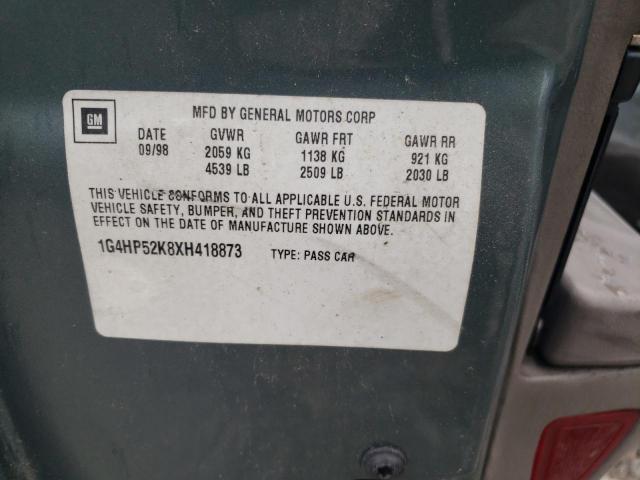 MFD BY GENERAL MOTORS CORP
GM
DATE GVWR GAWR FRT GAWR RR
09/98 2059 KG 1138 KG 921 KG
4539 LB 2509 LB 2030 LB
THIS VEHICLE CONFORMS TO ALL APPLICABLE U.S. FEDERAL MOTOR
VEHICLE SAFETY, BUMPER, AND THEFT PREVENTION STANDARDS IN
EFFECT ON THE DATE OF MANUFACTURE SHOWN ABOVE.
1G4HP52K8XH418873 TYPE: PASS CAR